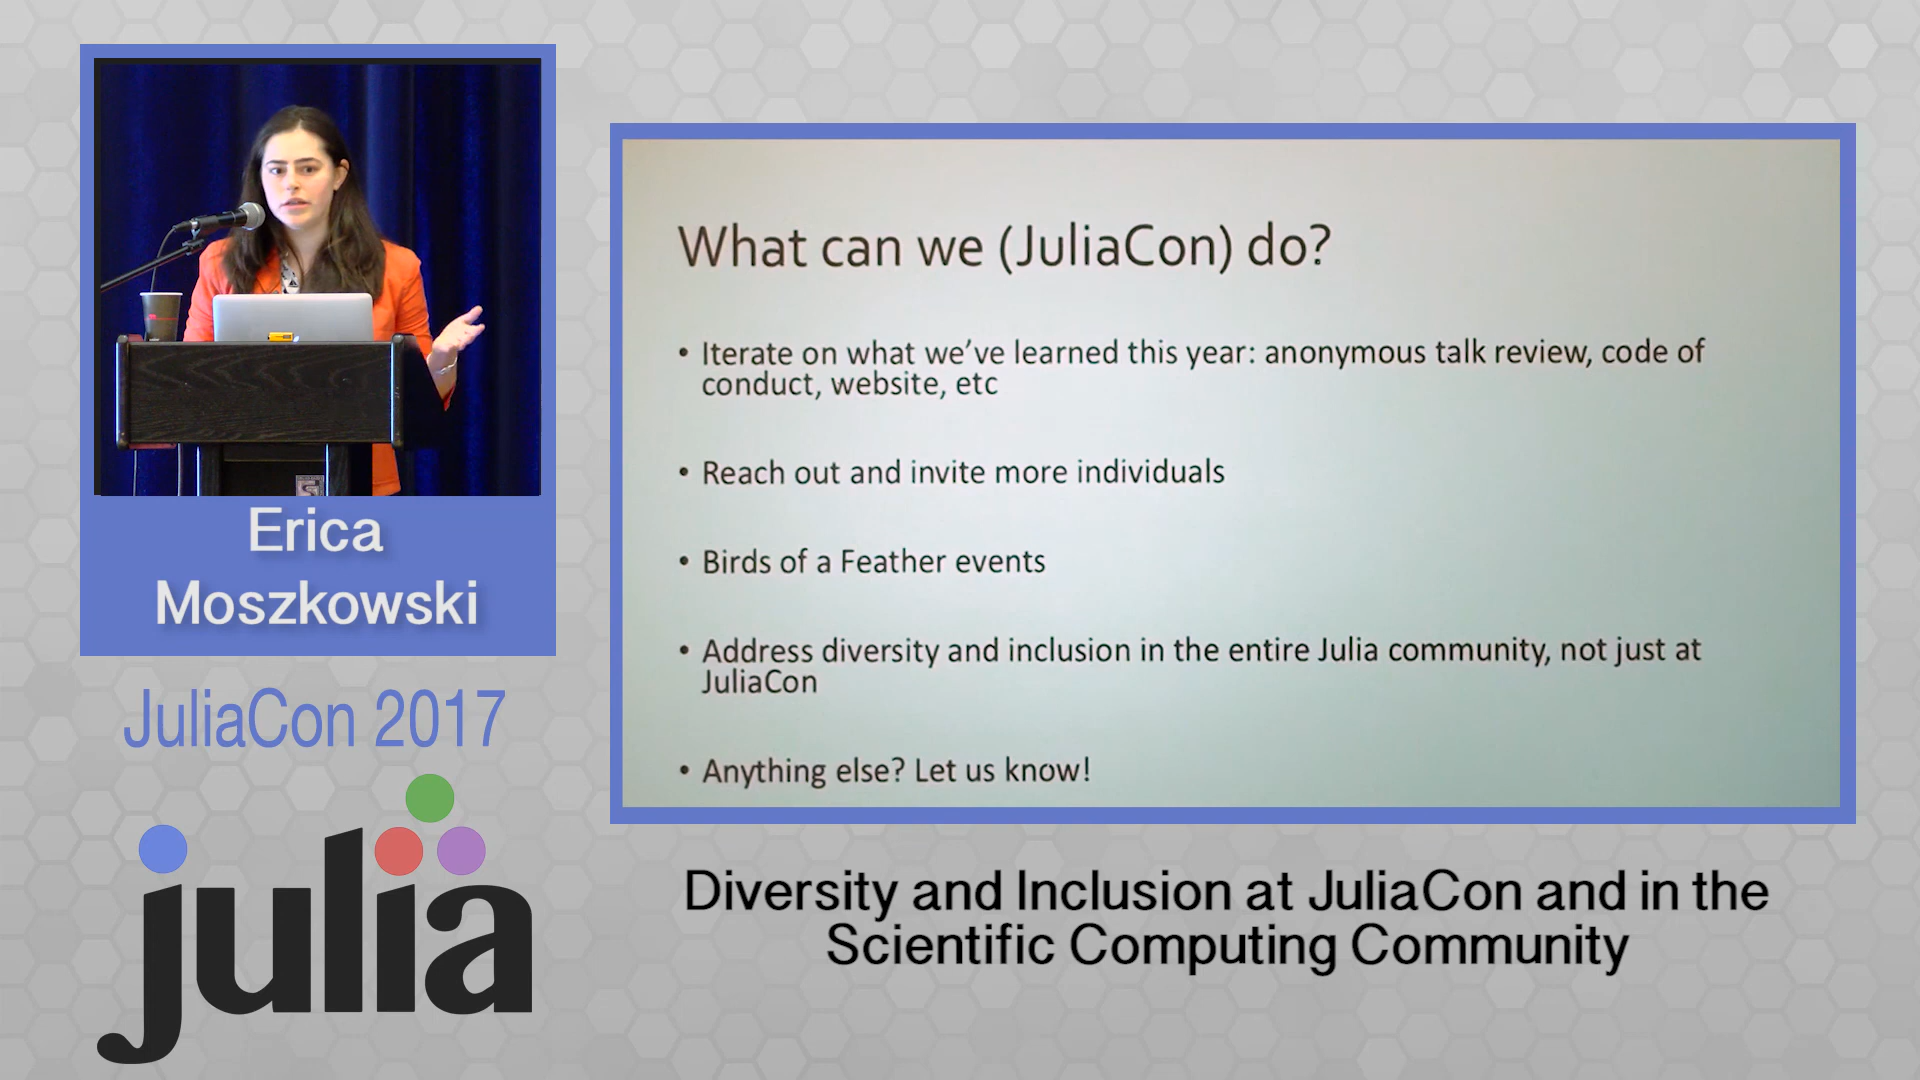 Erica
Moszkowski
JuliaCon 2017
julia
What can we (JuliaCon) do?
• Iterate on what we've learned this year: anonymous talk review, code of
conduct, website, etc
• Reach out and invite more individuals
• Birds of a Feather events
• Address diversity and inclusion in the entire Julia community, not just at
JuliaCon
• Anything else? Let us know!
Diversity and Inclusion at JuliaCon and in the
Scientific Computing Community